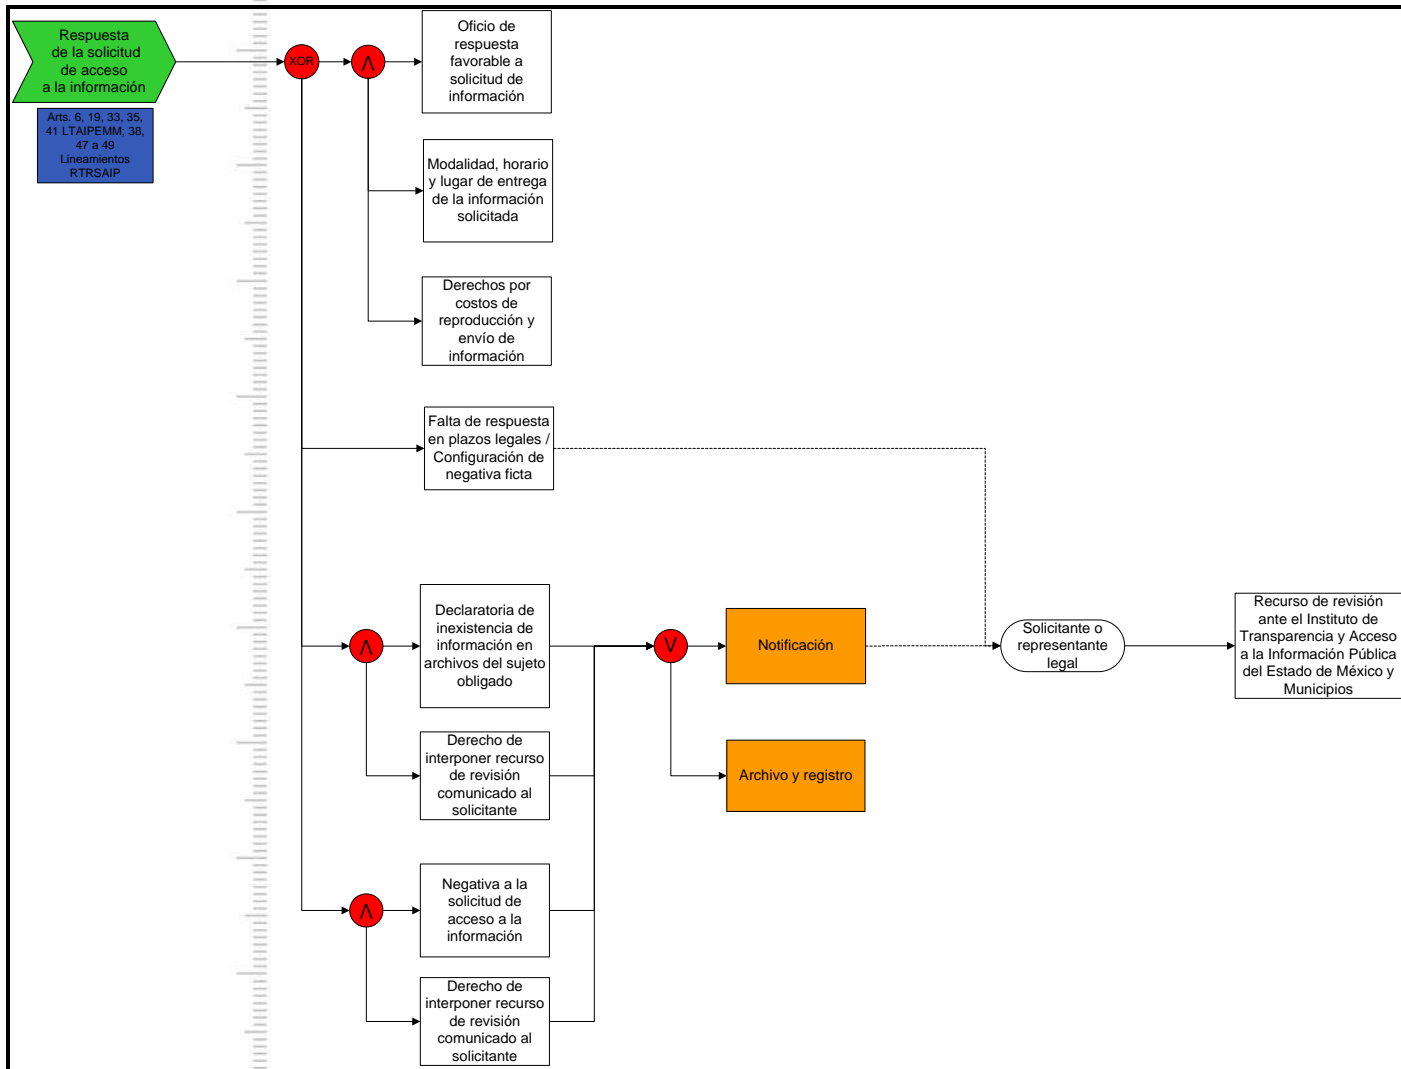 Respuesta
de la solicitud
de acceso
a la información
Arts. 6, 19, 33, 35,
41 LTAIPEMM; 38,
47 a 49
Lineamientos
RTRSAIP
XOR
Λ
Oficio de
respuesta
favorable a
solicitud de
información
Modalidad, horario
y lugar de entrega
de la información
solicitada
Derechos por
costos de
reproducción y
envío de
información
Falta de respuesta
en plazos legales /
Configuración de
negativa ficta
Λ
Declaratoria de
inexistencia de
información en
archivos del sujeto
obligado
Derecho de
interponer recurso
de revisión
comunicado al
solicitante
Λ
Negativa a la
solicitud de
acceso a la
información
Derecho de
interponer recurso
de revisión
comunicado al
solicitante
V
Notificación
Archivo y registro
Solicitante o
representante
legal
Recurso de revisión
ante el Instituto de
Transparencia y Acceso
a la Información Pública
del Estado de México y
Municipios